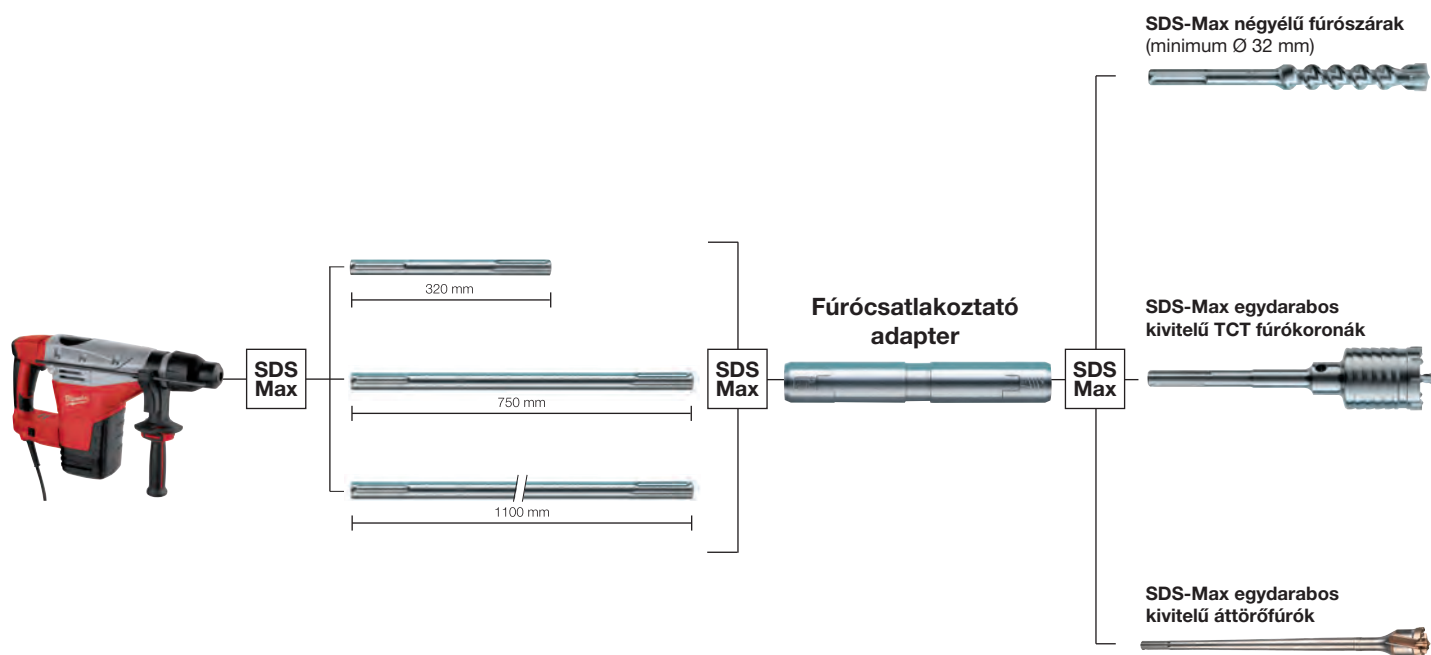 SDS-Max négyélű fúrószárak
(minimum Ø 32 mm)
320 mm
Fúrócsatlakoztató
adapter
SDS-Max egydarabos
kivitelű TCT fúrókoronák
SDS
Max
SDS
Max
SDS
Max
750 mm
1100 mm
SDS-Max egydarabos
kivitelű áttörőfúrók
Milwaukee